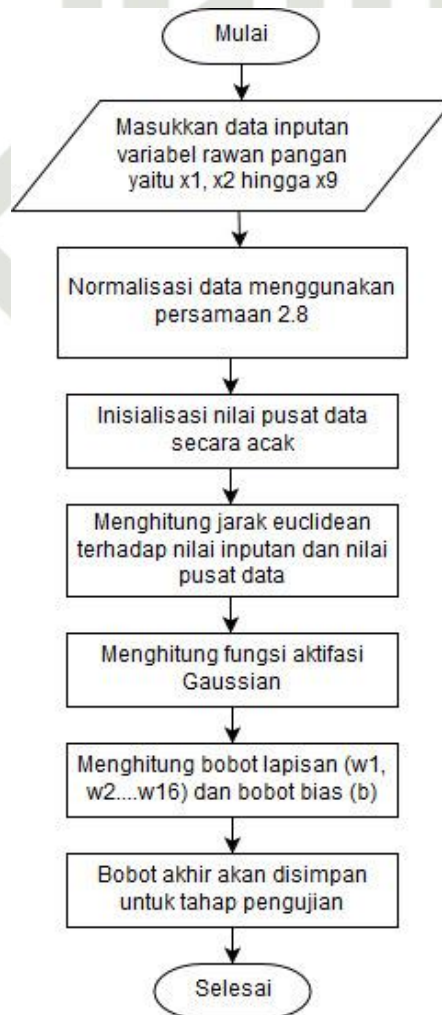 Mulai
Masukkan data inputan
variabel rawan pangan
yaitu x1, x2 hingga x9
Normalisasi data menggunakan
persamaan 2.8
Inisialisasi nilai pusat data
secara acak
Menghitung jarak euclidean
terhadap nilai inputan dan nilai
pusat data
Menghitung fungsi aktifasi
Gaussian
Menghitung bobot lapisan (w1,
w2....w16) dan bobot bias (b)
Bobot akhir akan disimpan
untuk tahap pengujian
Selesai